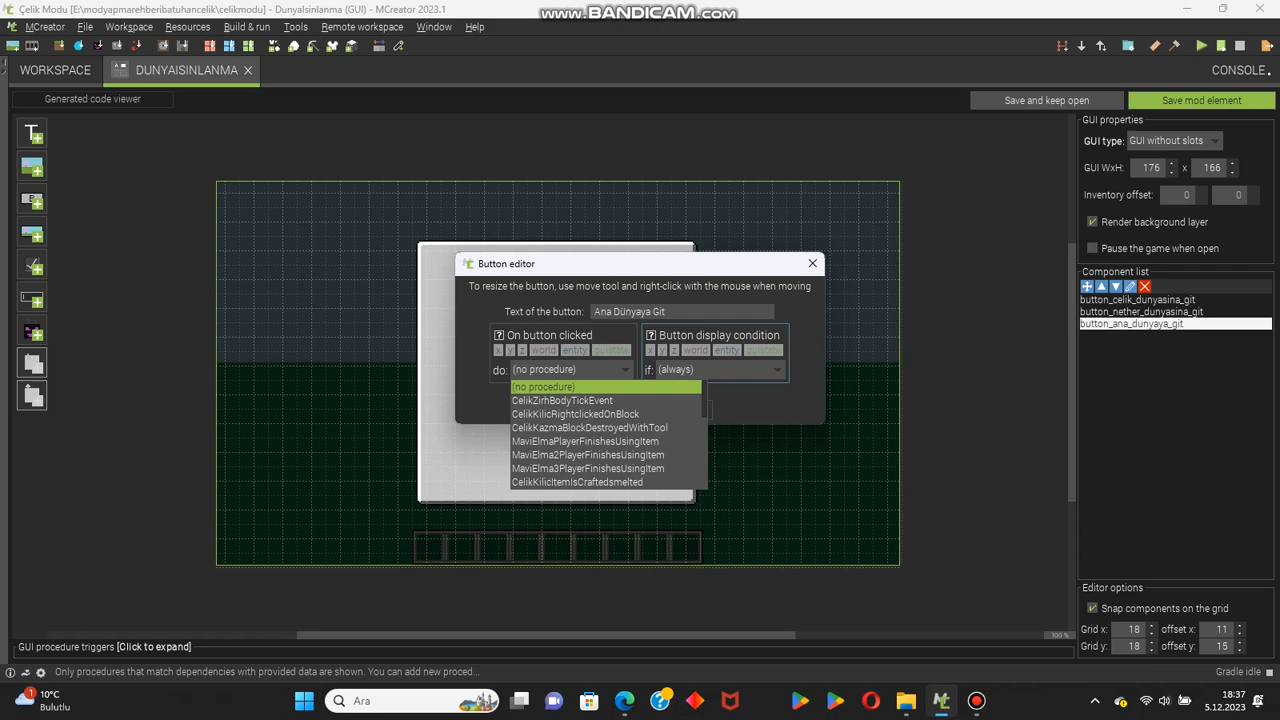 Çelik Modu [E:\modyapmarehberibatuhancelik\celikmodu] - DunyaIsinlanma (GUI) - MCreator 2023.1
www.BANDICAM.com
MCreator File Workspace Resources Build & run Tools Remote workspace Window Help
WORKSPACE DUNYAISINLANMA CONSOLE
Generated code viewer Save and keep open Save mod element
GUI properties
GUI type: GUI without slots
GUI WxH: 176 x 166
Inventory offset: 0 0
Render background layer
Pause the game when open
Component list
button_celik_dunyasina_git
button_nether_dunyasina_git
button_ana_dunyaya_git
Button editor
To resize the button, use move tool and right-click with the mouse when moving
Text of the button: Ana Dünyaya Git
On button clicked Button display condition
x y z world entity guistate x y z world entity guistate
do: (no procedure) if: (always)
(no procedure)
CelikZirhBodyTickEvent
CelikKilicRightclickedOnBlock
CelikKazmaBlockDestroyedWithTool
MaviElmaPlayerFinishesUsingItem
MaviElma2PlayerFinishesUsingItem
MaviElma3PlayerFinishesUsingItem
CelikKilicItemIsCraftedsmelted
Editor options
Snap components on the grid
Grid x: 18 offset x: 11
Grid y: 18 offset y: 15
100 %
GUI procedure triggers [Click to expand]
Only procedures that match dependencies with provided data are shown. You can add new proced... Gradle idle
1 10°C
Bulutlu
Ara
18:37
5.12.2023